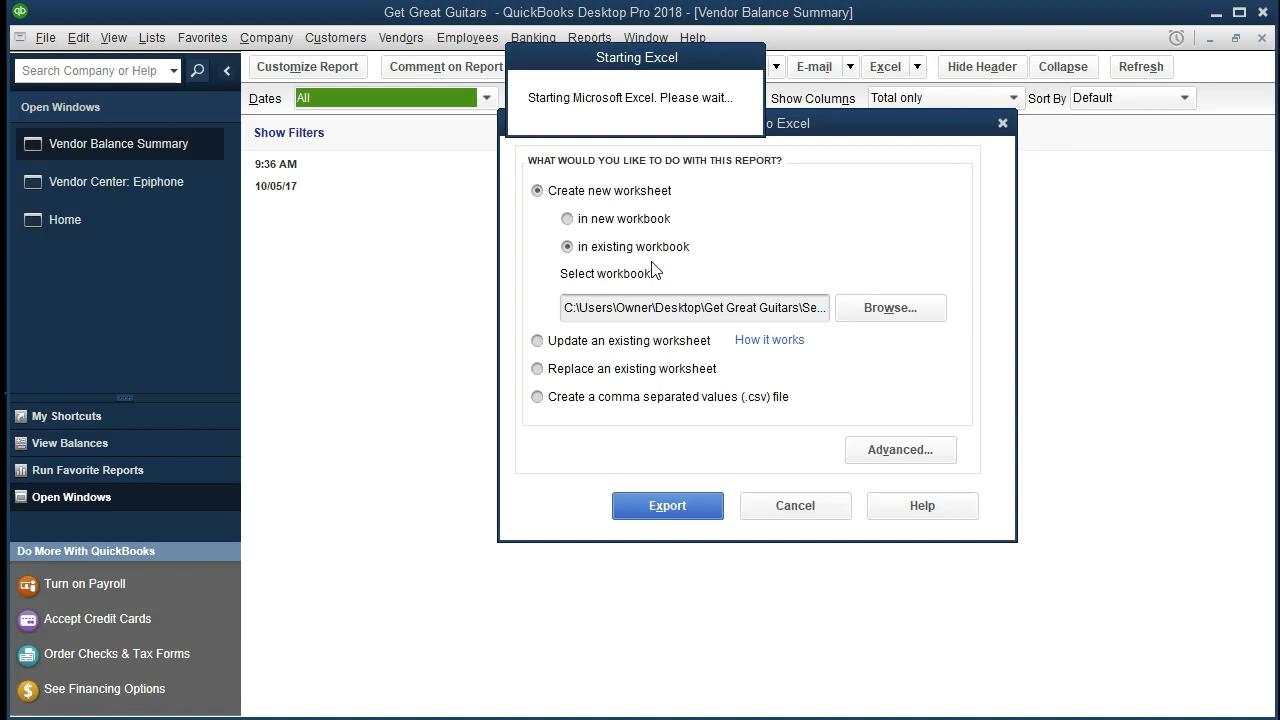 Get Great Guitars - QuickBooks Desktop Pro 2018 - [Vendor Balance Summary]
File Edit View Lists Favorites Company Customers Vendors Employees Banking Reports Window Help
Search Company or Help
Open Windows
Vendor Balance Summary
Vendor Center: Epiphone
Home
My Shortcuts
View Balances
Run Favorite Reports
Open Windows
Do More With QuickBooks
Turn on Payroll
Accept Credit Cards
Order Checks & Tax Forms
See Financing Options
Customize Report Comment on Report E-mail Excel Hide Header Collapse Refresh
Dates All Show Columns Total only Sort By Default
Show Filters
9:36 AM
10/05/17
Starting Excel
Starting Microsoft Excel. Please wait...
o Excel
WHAT WOULD YOU LIKE TO DO WITH THIS REPORT?
Create new worksheet
in new workbook
in existing workbook
Select workbook
C:\Users\Owner\Desktop\Get Great Guitars\Se... Browse...
Update an existing worksheet How it works
Replace an existing worksheet
Create a comma separated values (.csv) file
Advanced...
Export Cancel Help